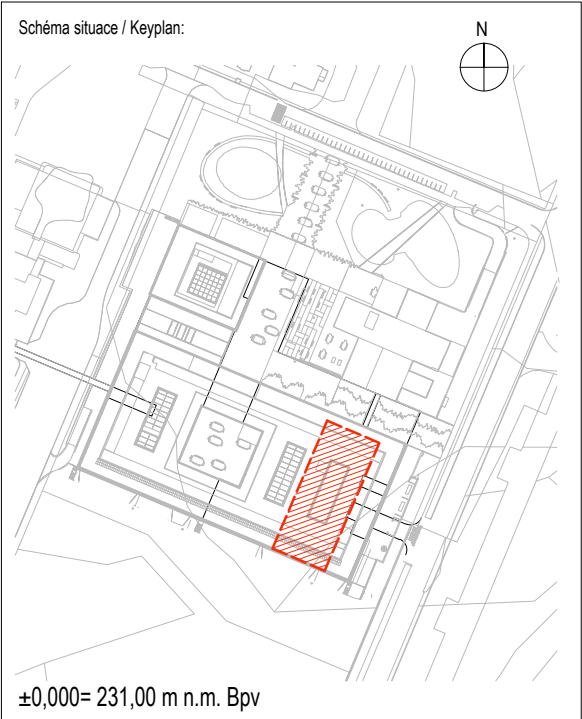 Schéma situace / Keyplan:
N
±0,000= 231,00 m n.m. Bpv